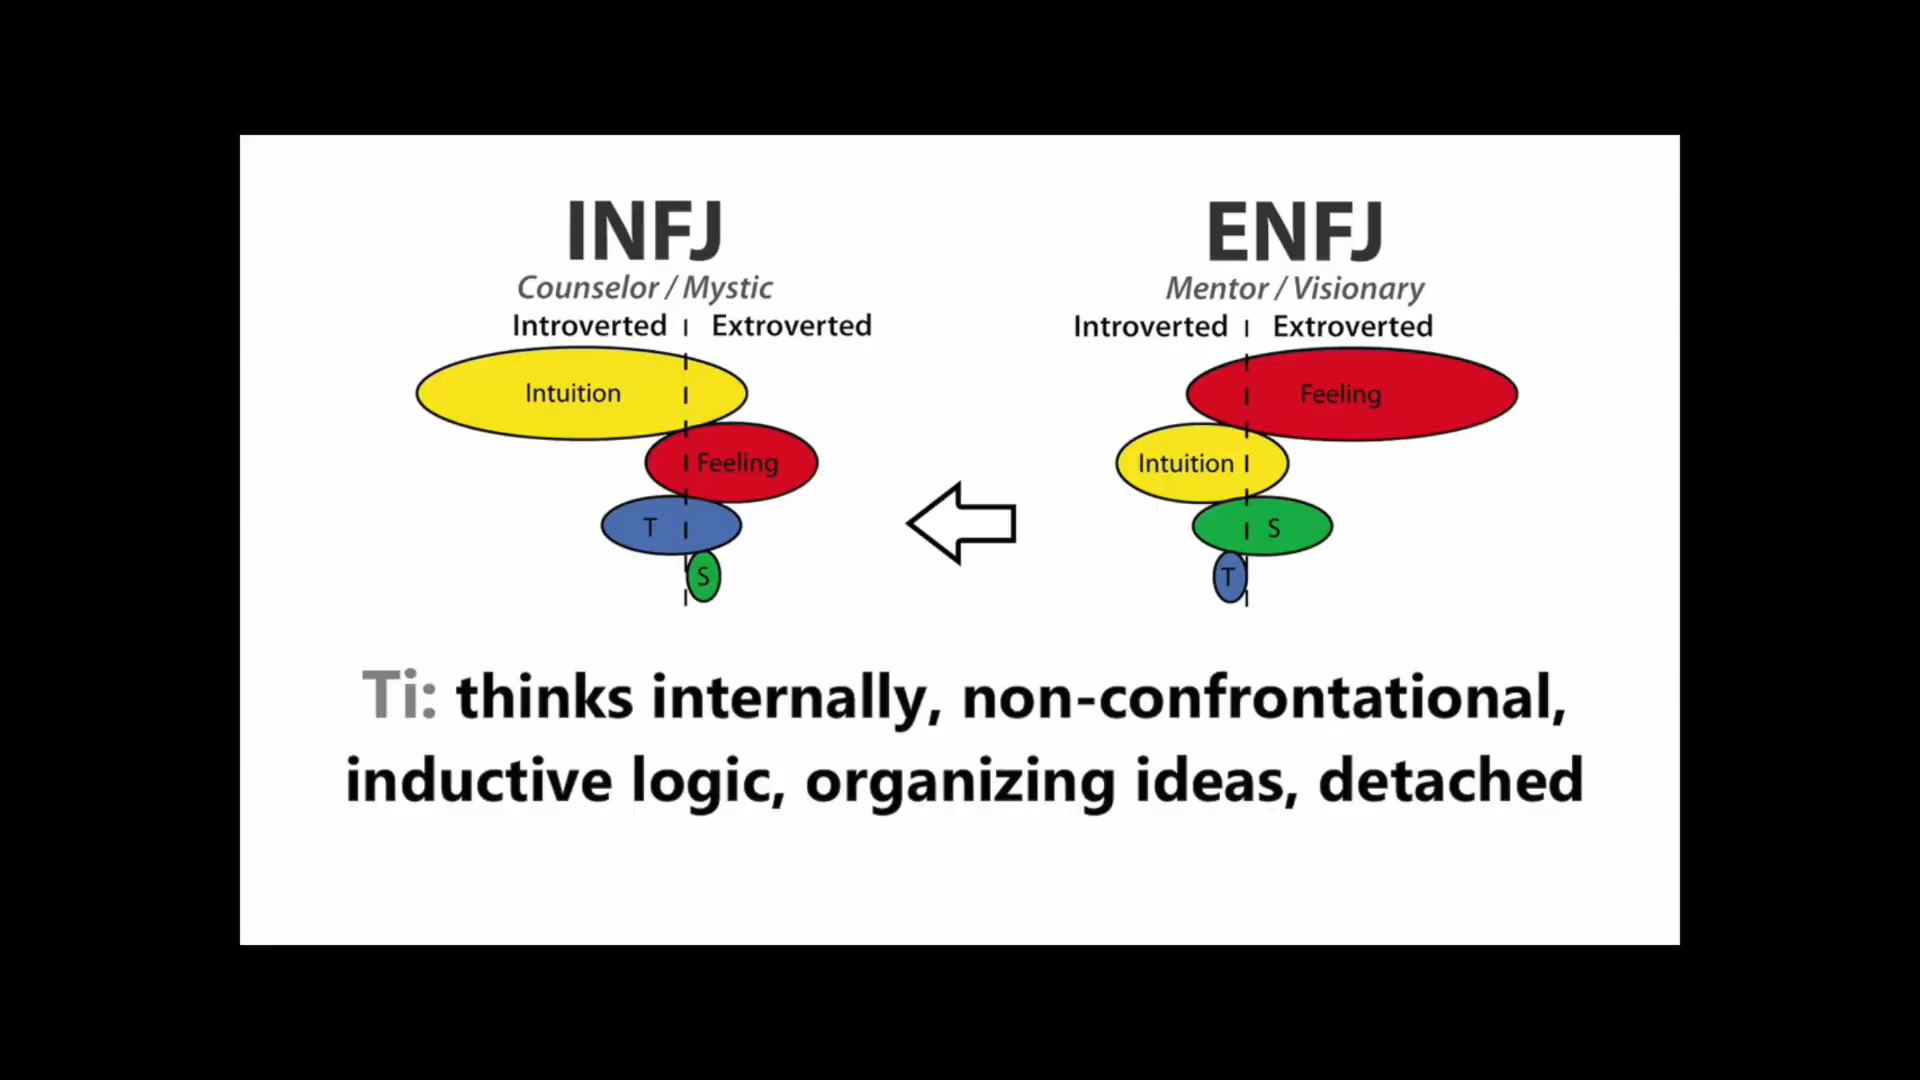 INFJ
Counselor / Mystic
Introverted Extroverted
Intuition
Feeling
T
S
ENFJ
Mentor / Visionary
Introverted Extroverted
Feeling
Intuition
S
T
Ti: thinks internally, non-confrontational,
inductive logic, organizing ideas, detached